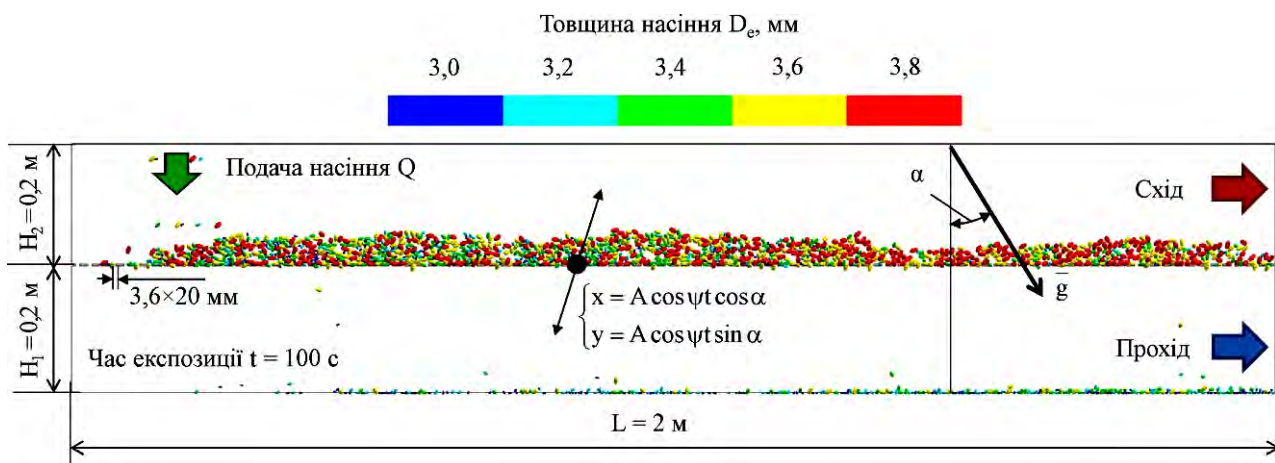 Товщина насіння Dₑ, мм
3,0 3,2 3,4 3,6 3,8
Подача насіння Q
H₂ = 0,2 м
α
Схід 
g̅
3,6×20 мм
x = A cos ψt cos α
y = A cos ψt sin α
H₁ = 0,2 м
Час експозиції t = 100 с
Прохід
L = 2 м